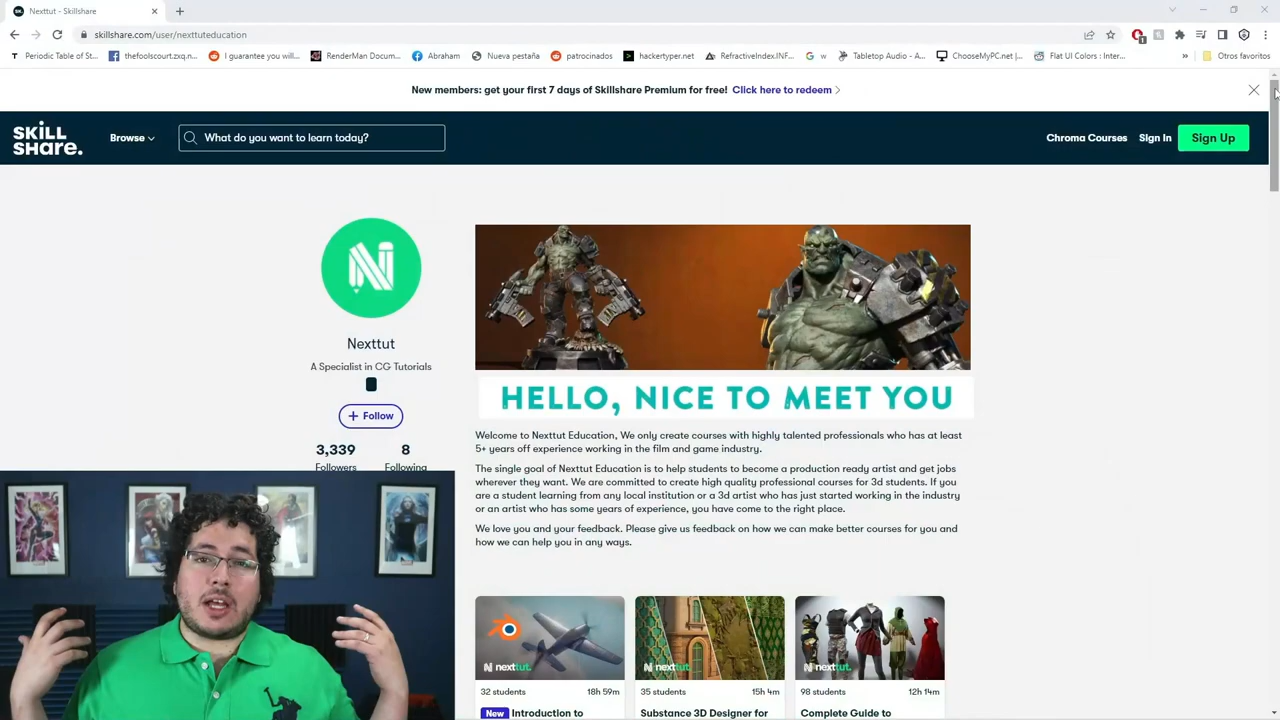 Nexttut - Skillshare
skillshare.com/user/nexttuteducation
Periodic Table of St... facebook thefoolscourt.zxq.n... I guarantee you will... RenderMan Docum... Abraham Nueva pestaña patrocinados hackertyper.net RefractiveIndex.INF... w Tabletop Audio - A... ChooseMyPC.net |... Flat UI Colors : Inter... » Otros favoritos
New members: get your first 7 days of Skillshare Premium for free! Click here to redeem
SKILL
SHARE.
Browse
What do you want to learn today?
Chroma Courses Sign In Sign Up
Nexttut
A Specialist in CG Tutorials
+ Follow
3,339 8
Followers Following
HELLO, NICE TO MEET YOU
Welcome to Nexttut Education, We only create courses with highly talented professionals who has at least
5+ years off experience working in the film and game industry.
The single goal of Nexttut Education is to help students to become a production ready artist and get jobs
wherever they want. We are committed to create high quality professional courses for 3d students. If you
are a student learning from any local institution or a 3d artist who has just started working in the industry
or an artist who has some years of experience, you have come to the right place.
We love you and your feedback. Please give us feedback on how we can make better courses for you and
how we can help you in any ways.
nexttut. nexttut. nexttut.
32 students 18h 59m 35 students 15h 4m 98 students 12h 14m
New Introduction to Substance 3D Designer for Complete Guide to